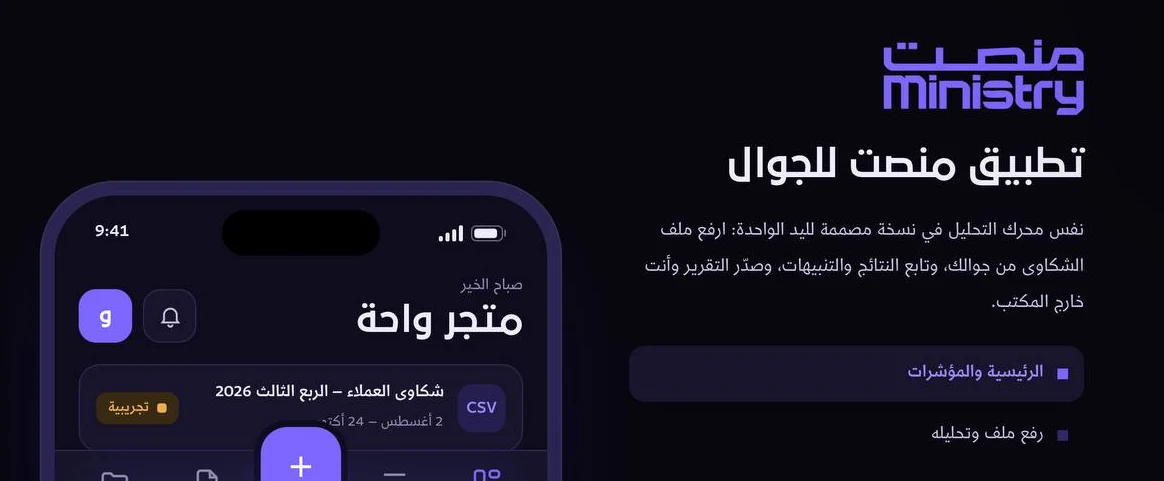 منصت
Ministry
تطبيق منصت للجوال
نفس محرك التحليل في نسخة مصممة لليد الواحدة: ارفع ملف
الشكاوى من جوالك، وتابع النتائج والتنبيهات، وصدّر التقرير وأنت
خارج المكتب.
الرئيسية والمؤشرات
رفع ملف وتحليله
9:41
صباح الخير
متجر واحة
و
CSV
شكاوى العملاء – الربع الثالث 2026
2 أغسطس – 24
تجريبية
+